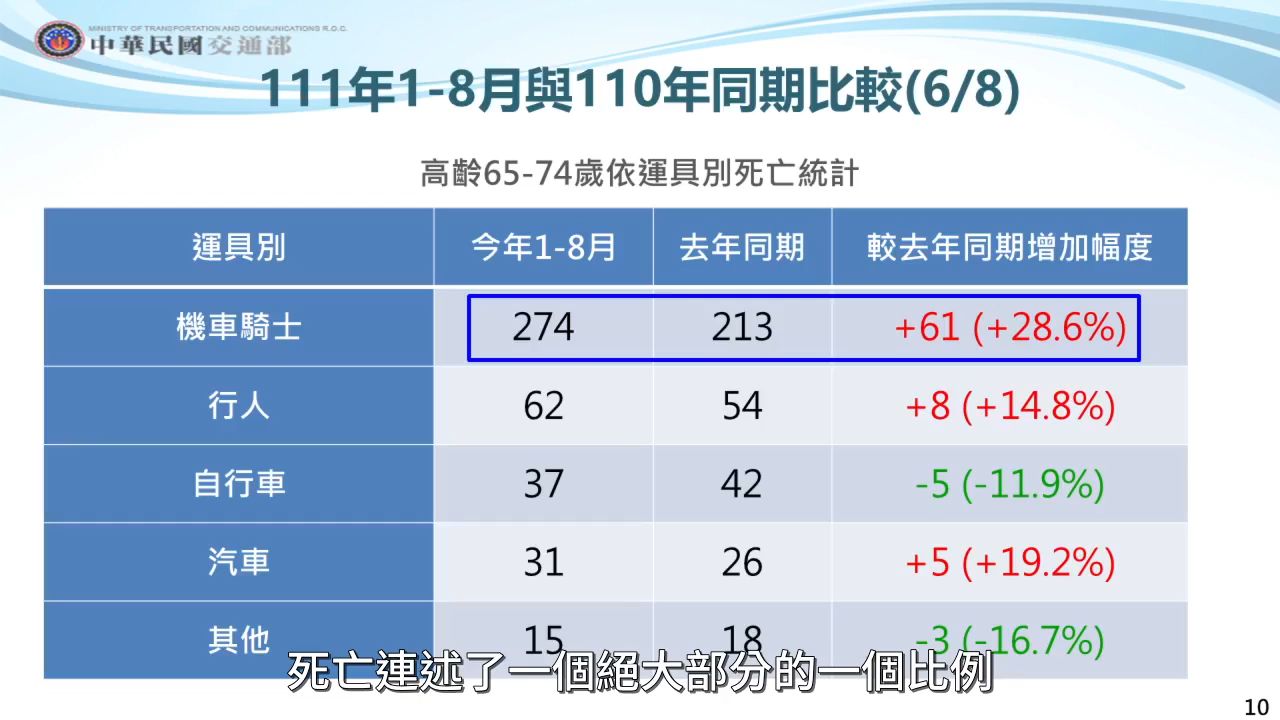 MINISTRY OF TRANSPORTATION AND COMMUNICATIONS R.O.C.
中華民國交通部
111年1-8月與110年同期比較(6/8)
高齡65-74歲依運具別死亡統計
運具別 今年1-8月 去年同期 較去年同期增加幅度
機車騎士 274 213 +61 (+28.6%)
行人 62 54 +8 (+14.8%)
自行車 37 42 -5 (-11.9%)
汽車 31 26 +5 (+19.2%)
其他 15 18 -3 (-16.7%)
死亡連述了一個絕大部分的一個比例
10